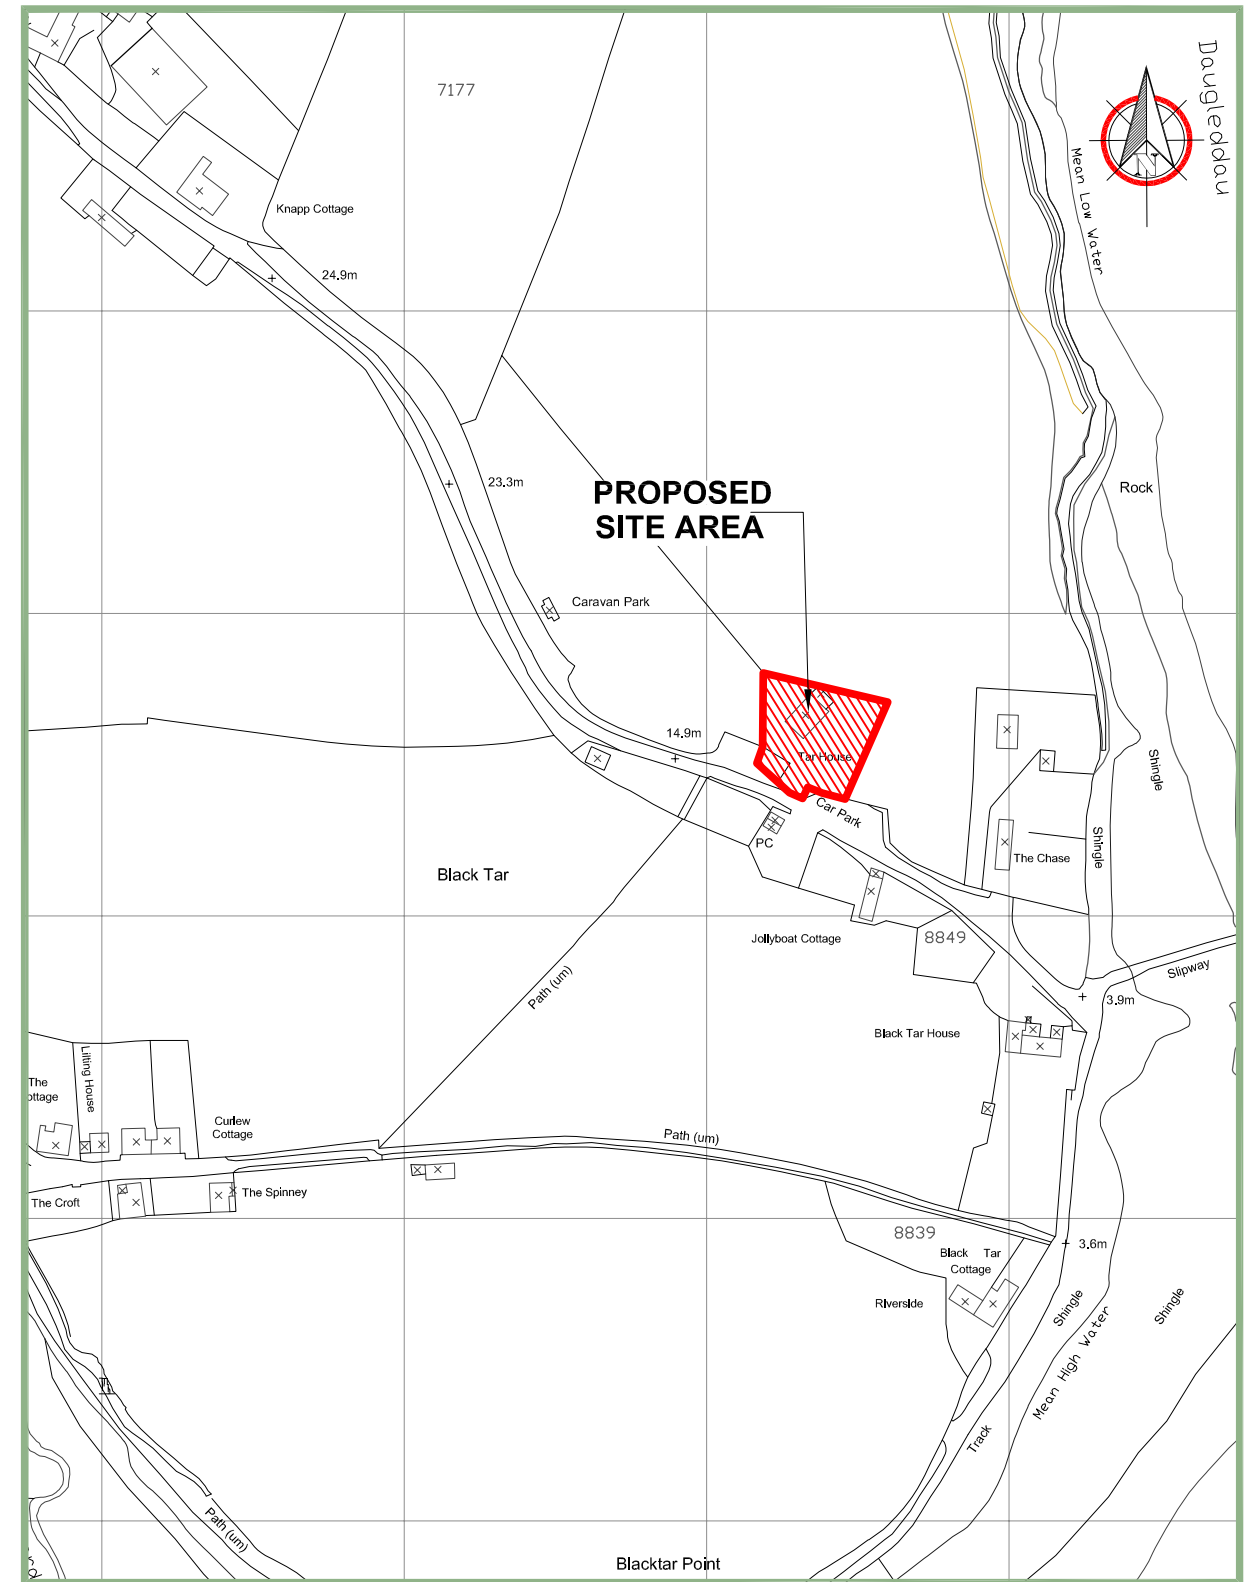 7177
Daugleddau
N
Mean Low Water
Knapp Cottage
24.9m
23.3m
PROPOSED
SITE AREA
Rock
Caravan Park
14.9m
Tar House
Shingle
Car Park
PC
Shingle
The Chase
Black Tar
Jollyboat Cottage
8849
Path (um)
Slipway
3.9m
Black Tar House
Lilting House
The
ottage
Curlew
Cottage
Path (um)
The Croft
The Spinney
8839
3.6m
Black Tar
Cottage
Riverside
Shingle
Shingle
Mean High Water
Track
Path (um)
Blacktar Point